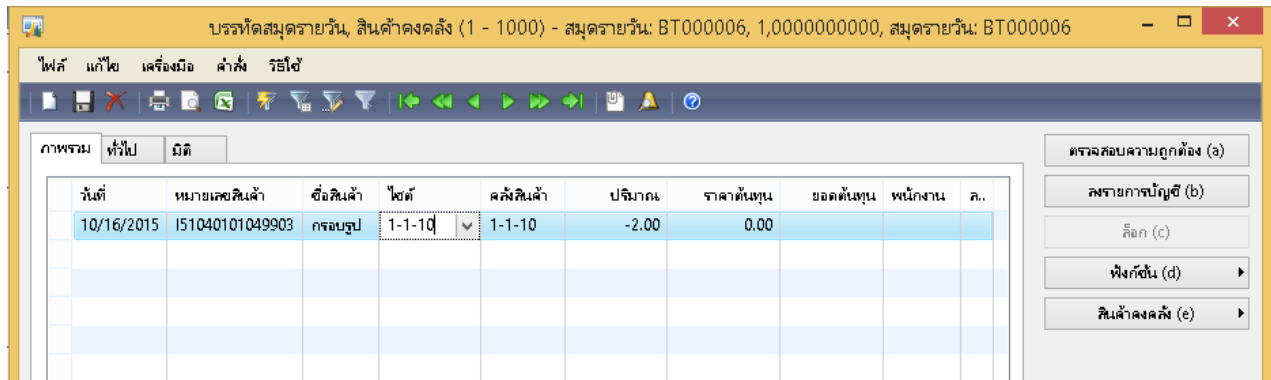 บรรทัดสมุดรายวัน, สินค้าคงคลัง (1 - 1000) - สมุดรายวัน: BT000006, 1,0000000000, สมุดรายวัน: BT000006
ไฟล์ แก้ไข เครื่องมือ คำสั่ง วิธีใช้
ภาพรวม ทั่วไป มิติ
ตรวจสอบความถูกต้อง (a)
วันที่ หมายเลขสินค้า ชื่อสินค้า ไซต์ คลังสินค้า ปริมาณ ราคาต้นทุน ยอดต้นทุน พนักงาน ล..
ลงรายการบัญชี (b)
10/16/2015 I51040101049903 กรอบรูป 1-1-10 1-1-10 -2.00 0.00
ล็อก (c)
ฟังก์ชัน (d)
สินค้าคงคลัง (e)